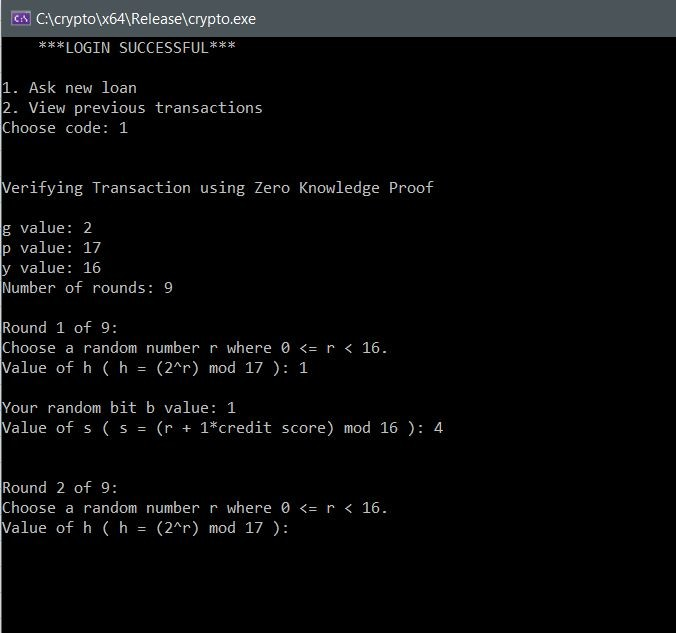 C:\crypto\x64\Release\crypto.exe
***LOGIN SUCCESSFUL***
1. Ask new loan
2. View previous transactions
Choose code: 1
Verifying Transaction using Zero Knowledge Proof
g value: 2
p value: 17
y value: 16
Number of rounds: 9
Round 1 of 9:
Choose a random number r where 0 <= r < 16.
Value of h ( h = (2^r) mod 17 ): 1
Your random bit b value: 1
Value of s ( s = (r + 1*credit score) mod 16 ): 4
Round 2 of 9:
Choose a random number r where 0 <= r < 16.
Value of h ( h = (2^r) mod 17 ):